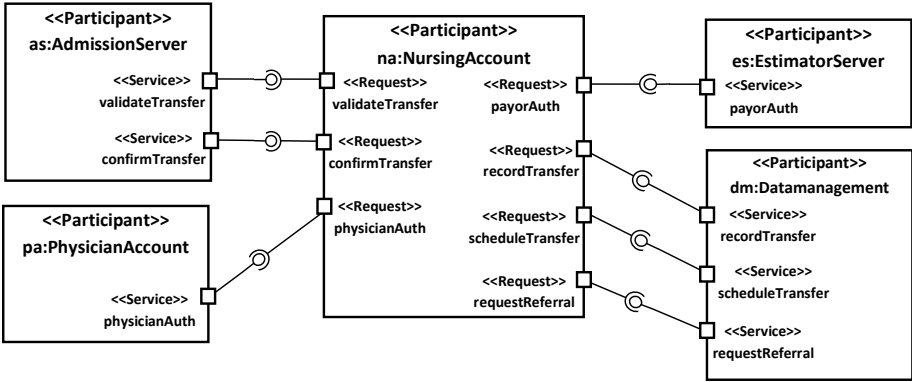 <<Participant>>
as:AdmissionServer
<<Service>>
validateTransfer
<<Service>>
confirmTransfer
<<Participant>>
pa:PhysicianAccount
<<Service>>
physicianAuth
<<Participant>>
na:NursingAccount
<<Request>>
validateTransfer
<<Request>>
confirmTransfer
<<Request>>
physicianAuth
<<Request>>
payorAuth
<<Request>>
recordTransfer
<<Request>>
scheduleTransfer
<<Request>>
requestReferral
<<Participant>>
es:EstimatorServer
<<Service>>
payorAuth
<<Participant>>
dm:Datamanagement
<<Service>>
recordTransfer
<<Service>>
scheduleTransfer
<<Service>>
requestReferral